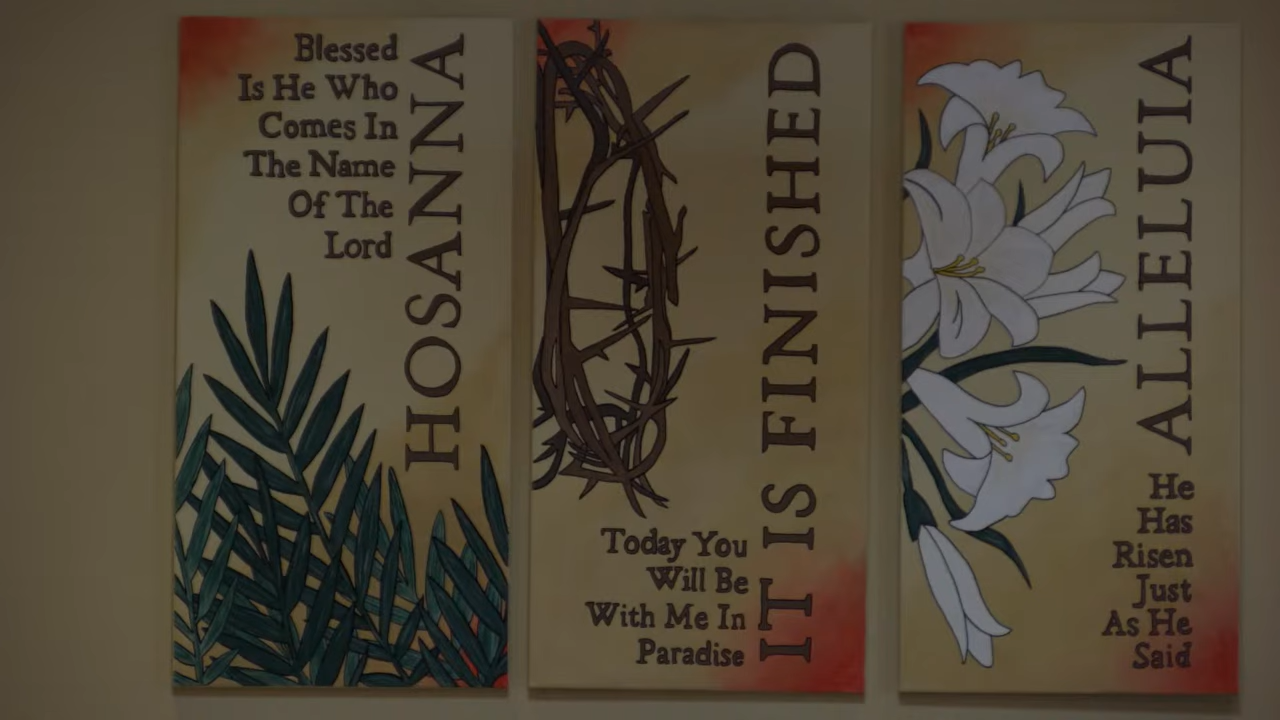 Blessed
Is He Who
Comes In
The Name
Of The
Lord
HOSANNA
IT IS FINISHED
Today You
Will Be
With Me In
Paradise
ALLELUIA
He
Has
Risen
Just
As He
Said